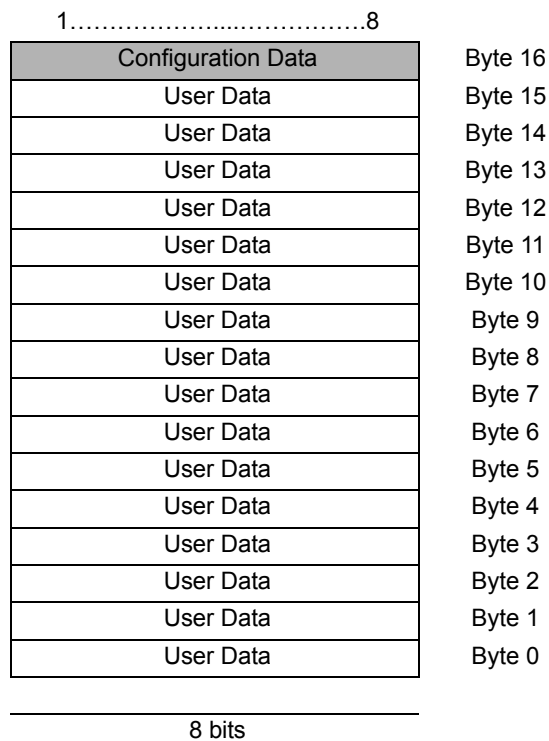 1………………...…………….8
Configuration Data Byte 16
User Data Byte 15
User Data Byte 14
User Data Byte 13
User Data Byte 12
User Data Byte 11
User Data Byte 10
User Data Byte 9
User Data Byte 8
User Data Byte 7
User Data Byte 6
User Data Byte 5
User Data Byte 4
User Data Byte 3
User Data Byte 2
User Data Byte 1
User Data Byte 0
8 bits